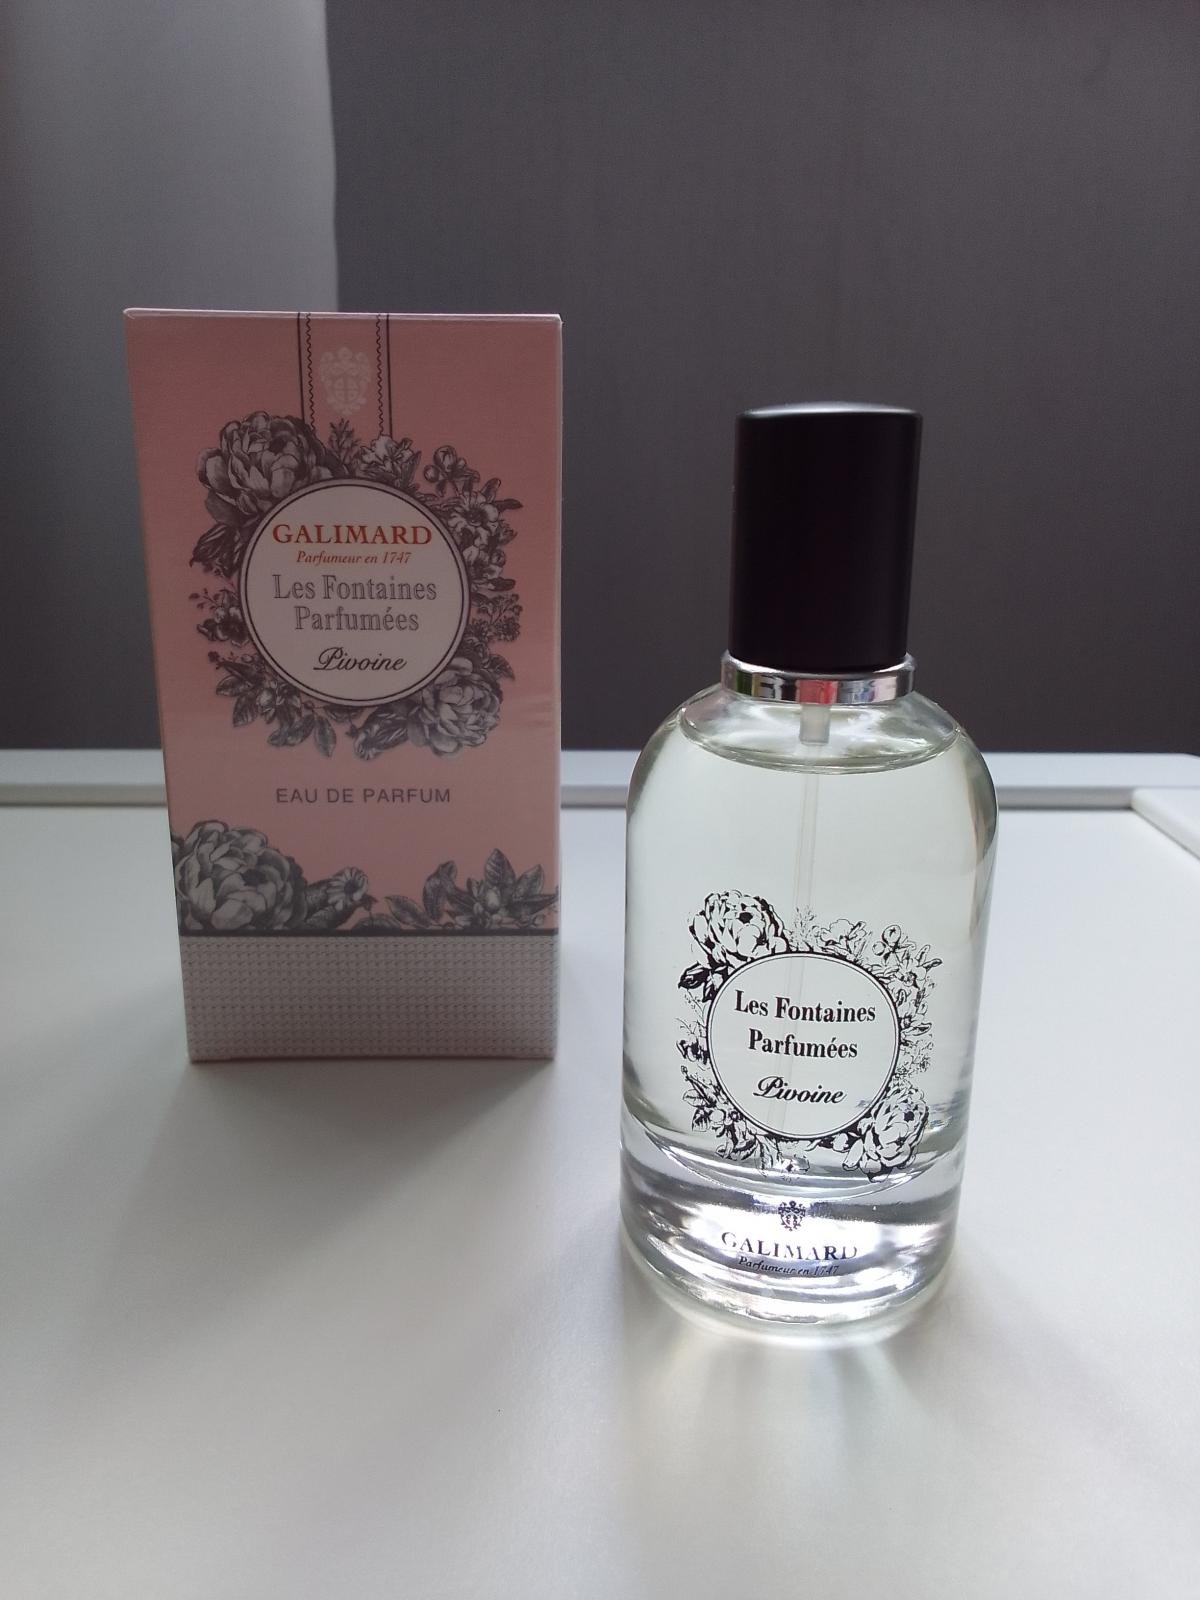 GALIMARD
Parfumeur en 1747
Les Fontaines
Parfumées
Pivoine
EAU DE PARFUM
Les Fontaines
Parfumées
Pivoine
GALIMARD
Parfumeur en 1747